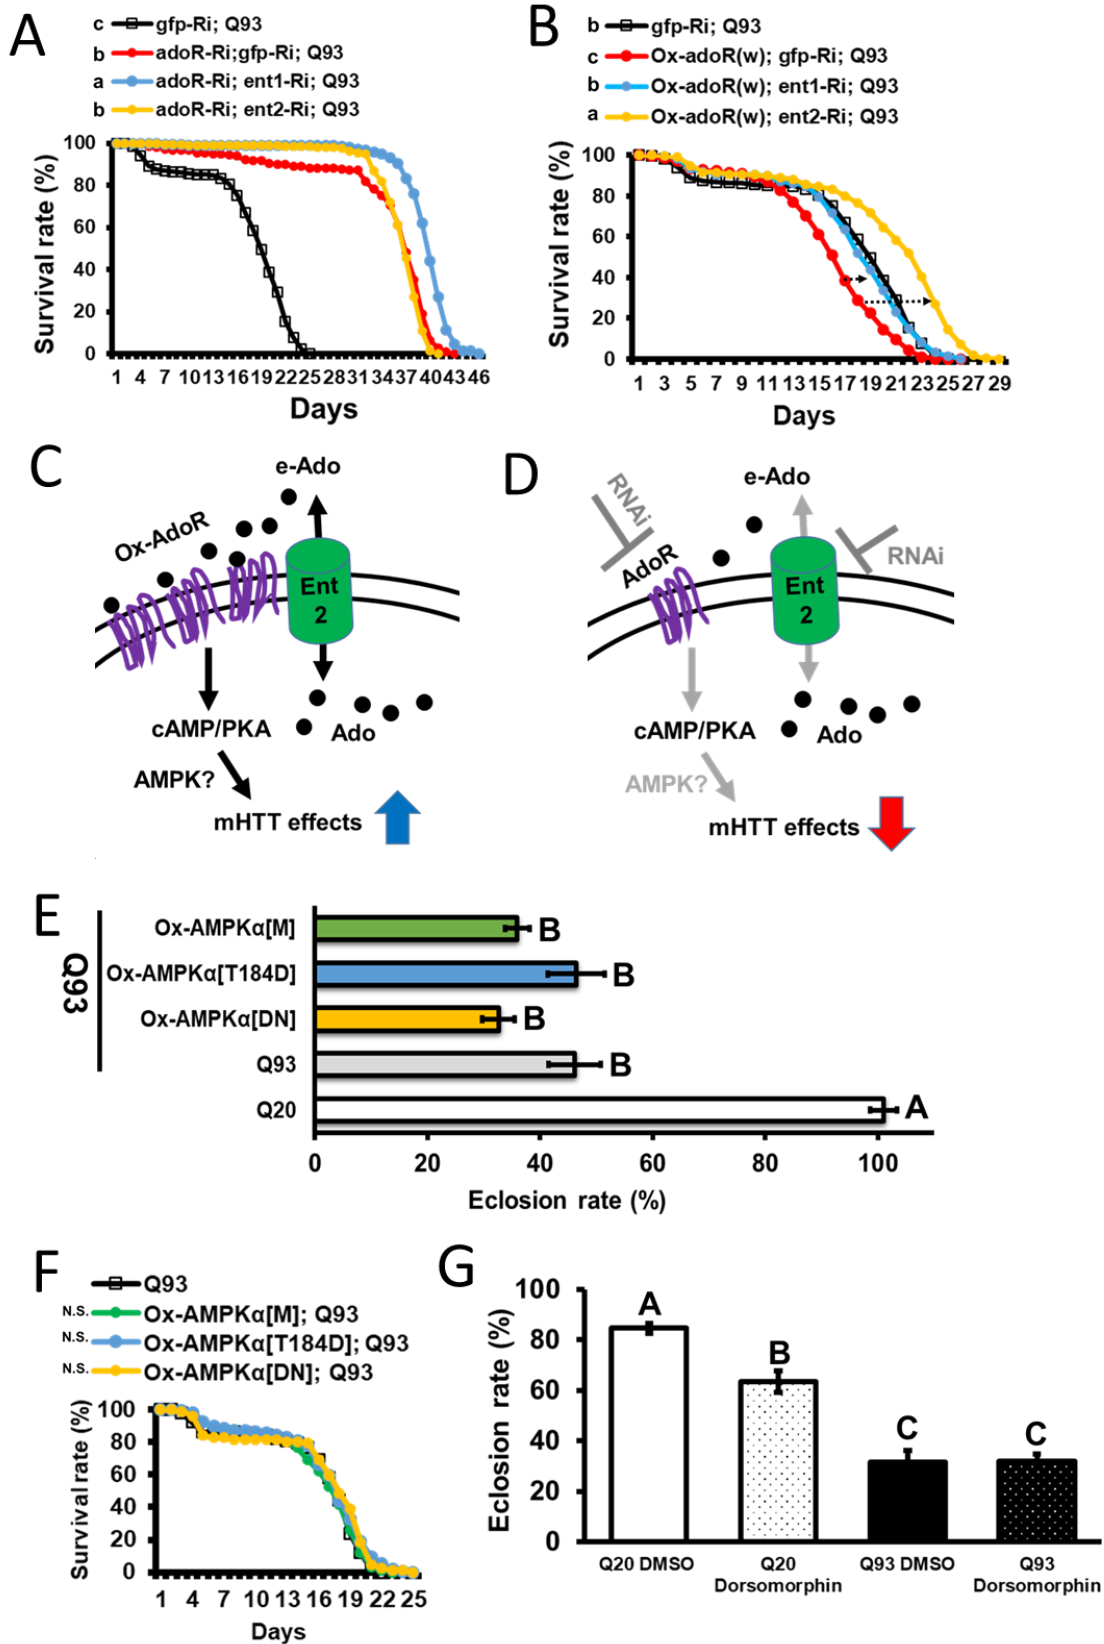 A
c gfp-Ri; Q93
b adoR-Ri;gfp-Ri; Q93
a adoR-Ri; ent1-Ri; Q93
b adoR-Ri; ent2-Ri; Q93
Survival rate (%)
100
80
60
40
20
0
1 4 7 10 13 16 19 22 25 28 31 34 37 40 43 46
Days
B
b gfp-Ri; Q93
c Ox-adoR(w); gfp-Ri; Q93
b Ox-adoR(w); ent1-Ri; Q93
a Ox-adoR(w); ent2-Ri; Q93
Survival rate (%)
100
80
60
40
20
0
1 3 5 7 9 11 13 15 17 19 21 23 25 27 29
Days
C
e-Ado
Ox-AdoR
Ent
2
cAMP/PKA
Ado
AMPK?
mHTT effects
D
e-Ado
RNAi
AdoR
RNAi
Ent
2
cAMP/PKA
Ado
AMPK?
mHTT effects
E
Q93
Ox-AMPKα[M] B
Ox-AMPKα[T184D] B
Ox-AMPKα[DN] B
Q93 B
Q20 A
0 20 40 60 80 100
Eclosion rate (%)
F
Q93
N.S. Ox-AMPKα[M]; Q93
N.S. Ox-AMPKα[T184D]; Q93
N.S. Ox-AMPKα[DN]; Q93
Survival rate (%)
100
80
60
40
20
0
1 4 7 10 13 16 19 22 25
Days
G
Eclosion rate (%)
100
80
60
40
20
0
A
B
C
C
Q20 DMSO
Q20
Dorsomorphin
Q93 DMSO
Q93
Dorsomorphin